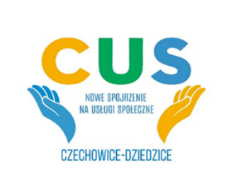 CUS
NOWE SPOJRZENIE
NA USŁUGI SPOŁECZNE
CZECHOWICE-DZIEDZICE